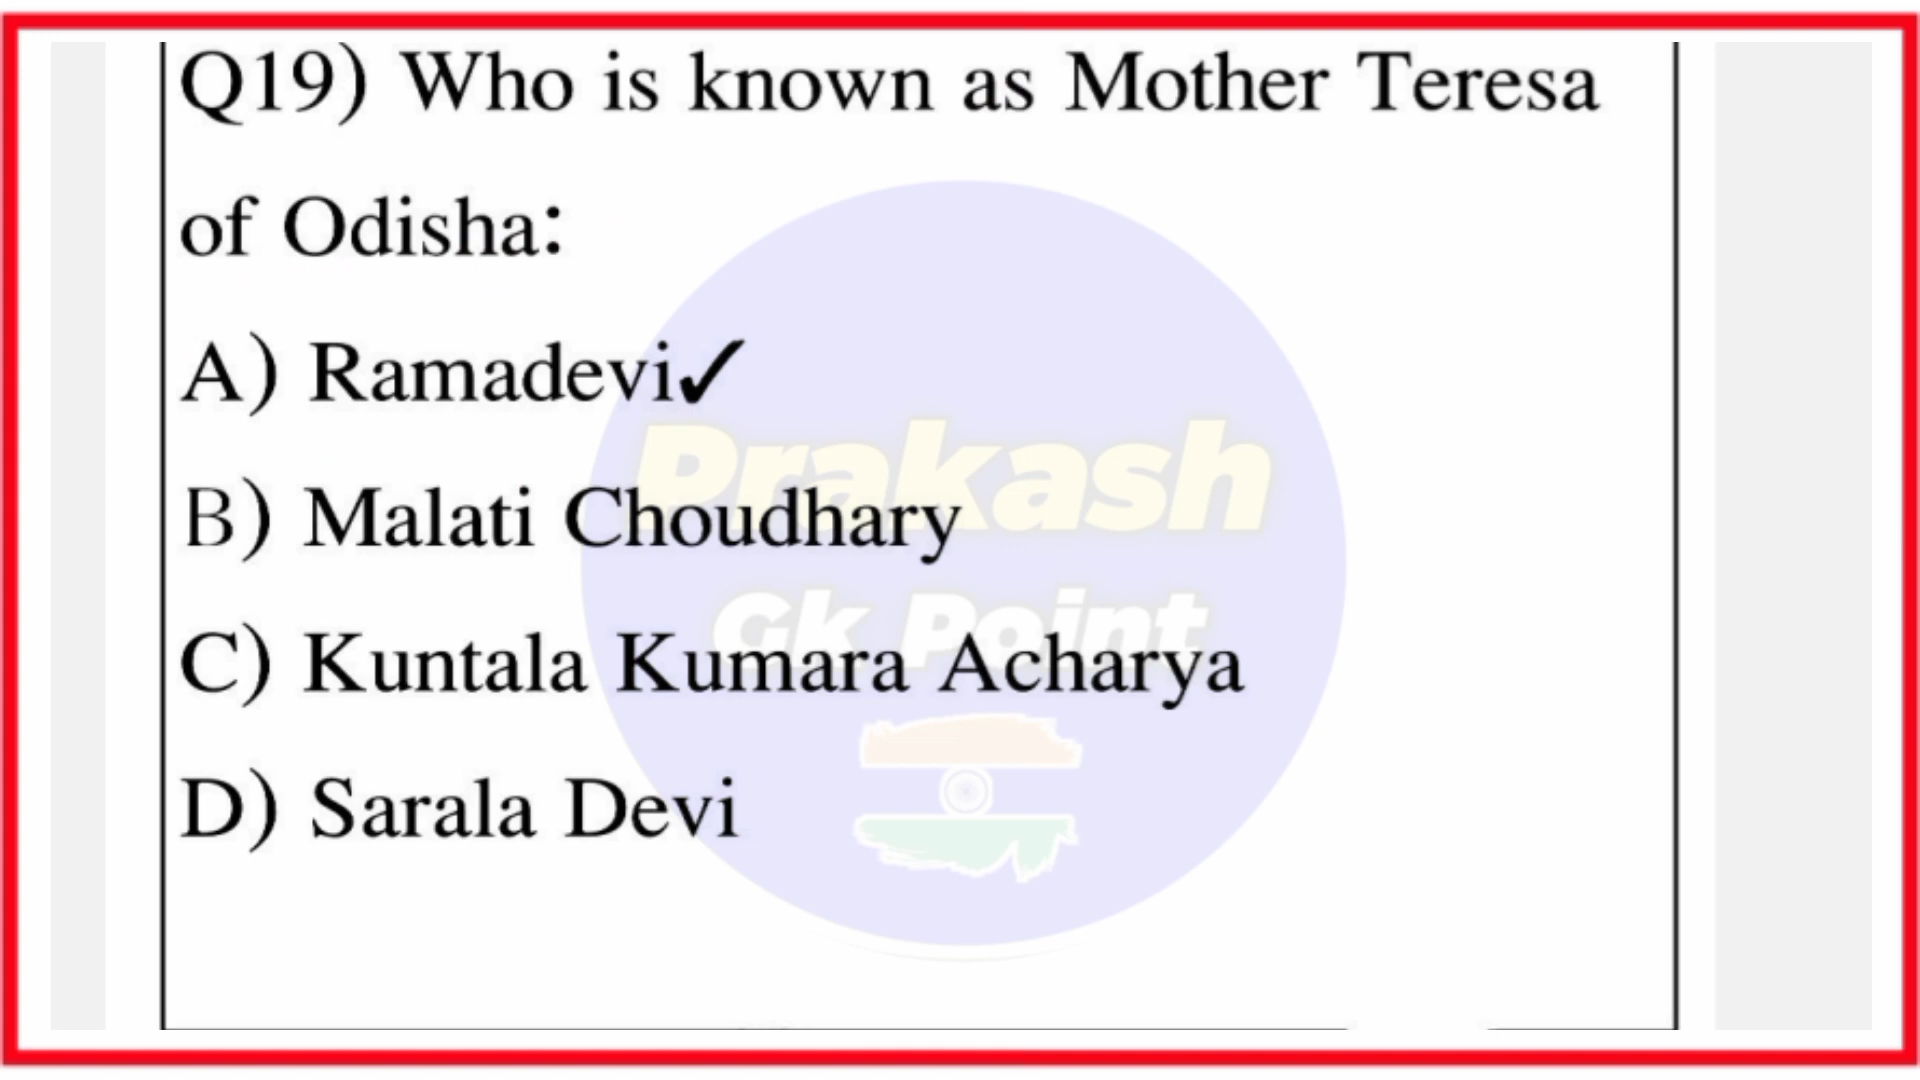 Q19) Who is known as Mother Teresa
of Odisha:
A) Ramadevi✓
B) Malati Choudhary
C) Kuntala Kumara Acharya
D) Sarala Devi
Prakash
Gk Point